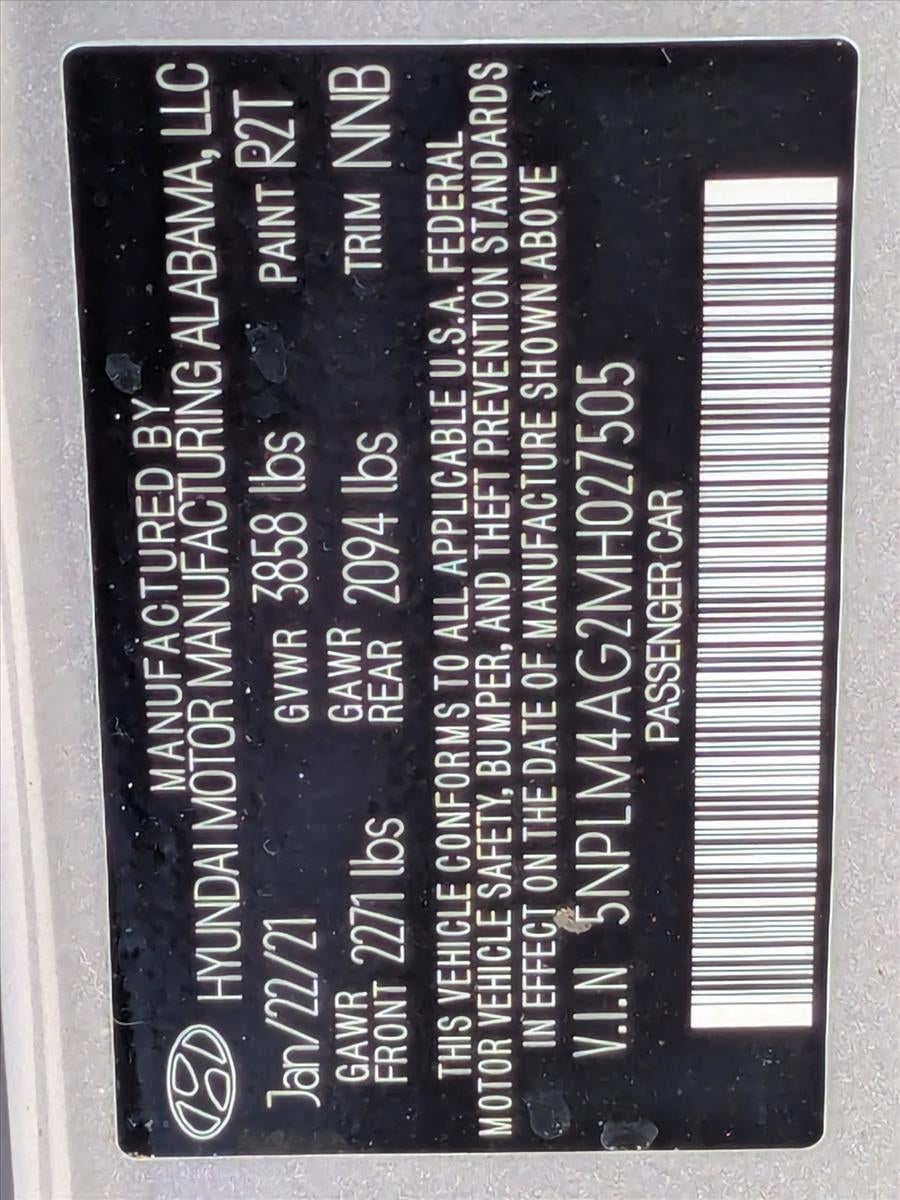 MANUFACTURED BY
HYUNDAI MOTOR MANUFACTURING ALABAMA, LLC
Jan/22/21 GVWR 3858 lbs PAINT R2T
GAWR FRONT 2271 lbs GAWR REAR 2094 lbs TRIM NNB
THIS VEHICLE CONFORMS TO ALL APPLICABLE U.S.A. FEDERAL
MOTOR VEHICLE SAFETY, BUMPER, AND THEFT PREVENTION STANDARDS
IN EFFECT ON THE DATE OF MANUFACTURE SHOWN ABOVE
V.I.N 5NPLM4AG2MH027505
PASSENGER CAR